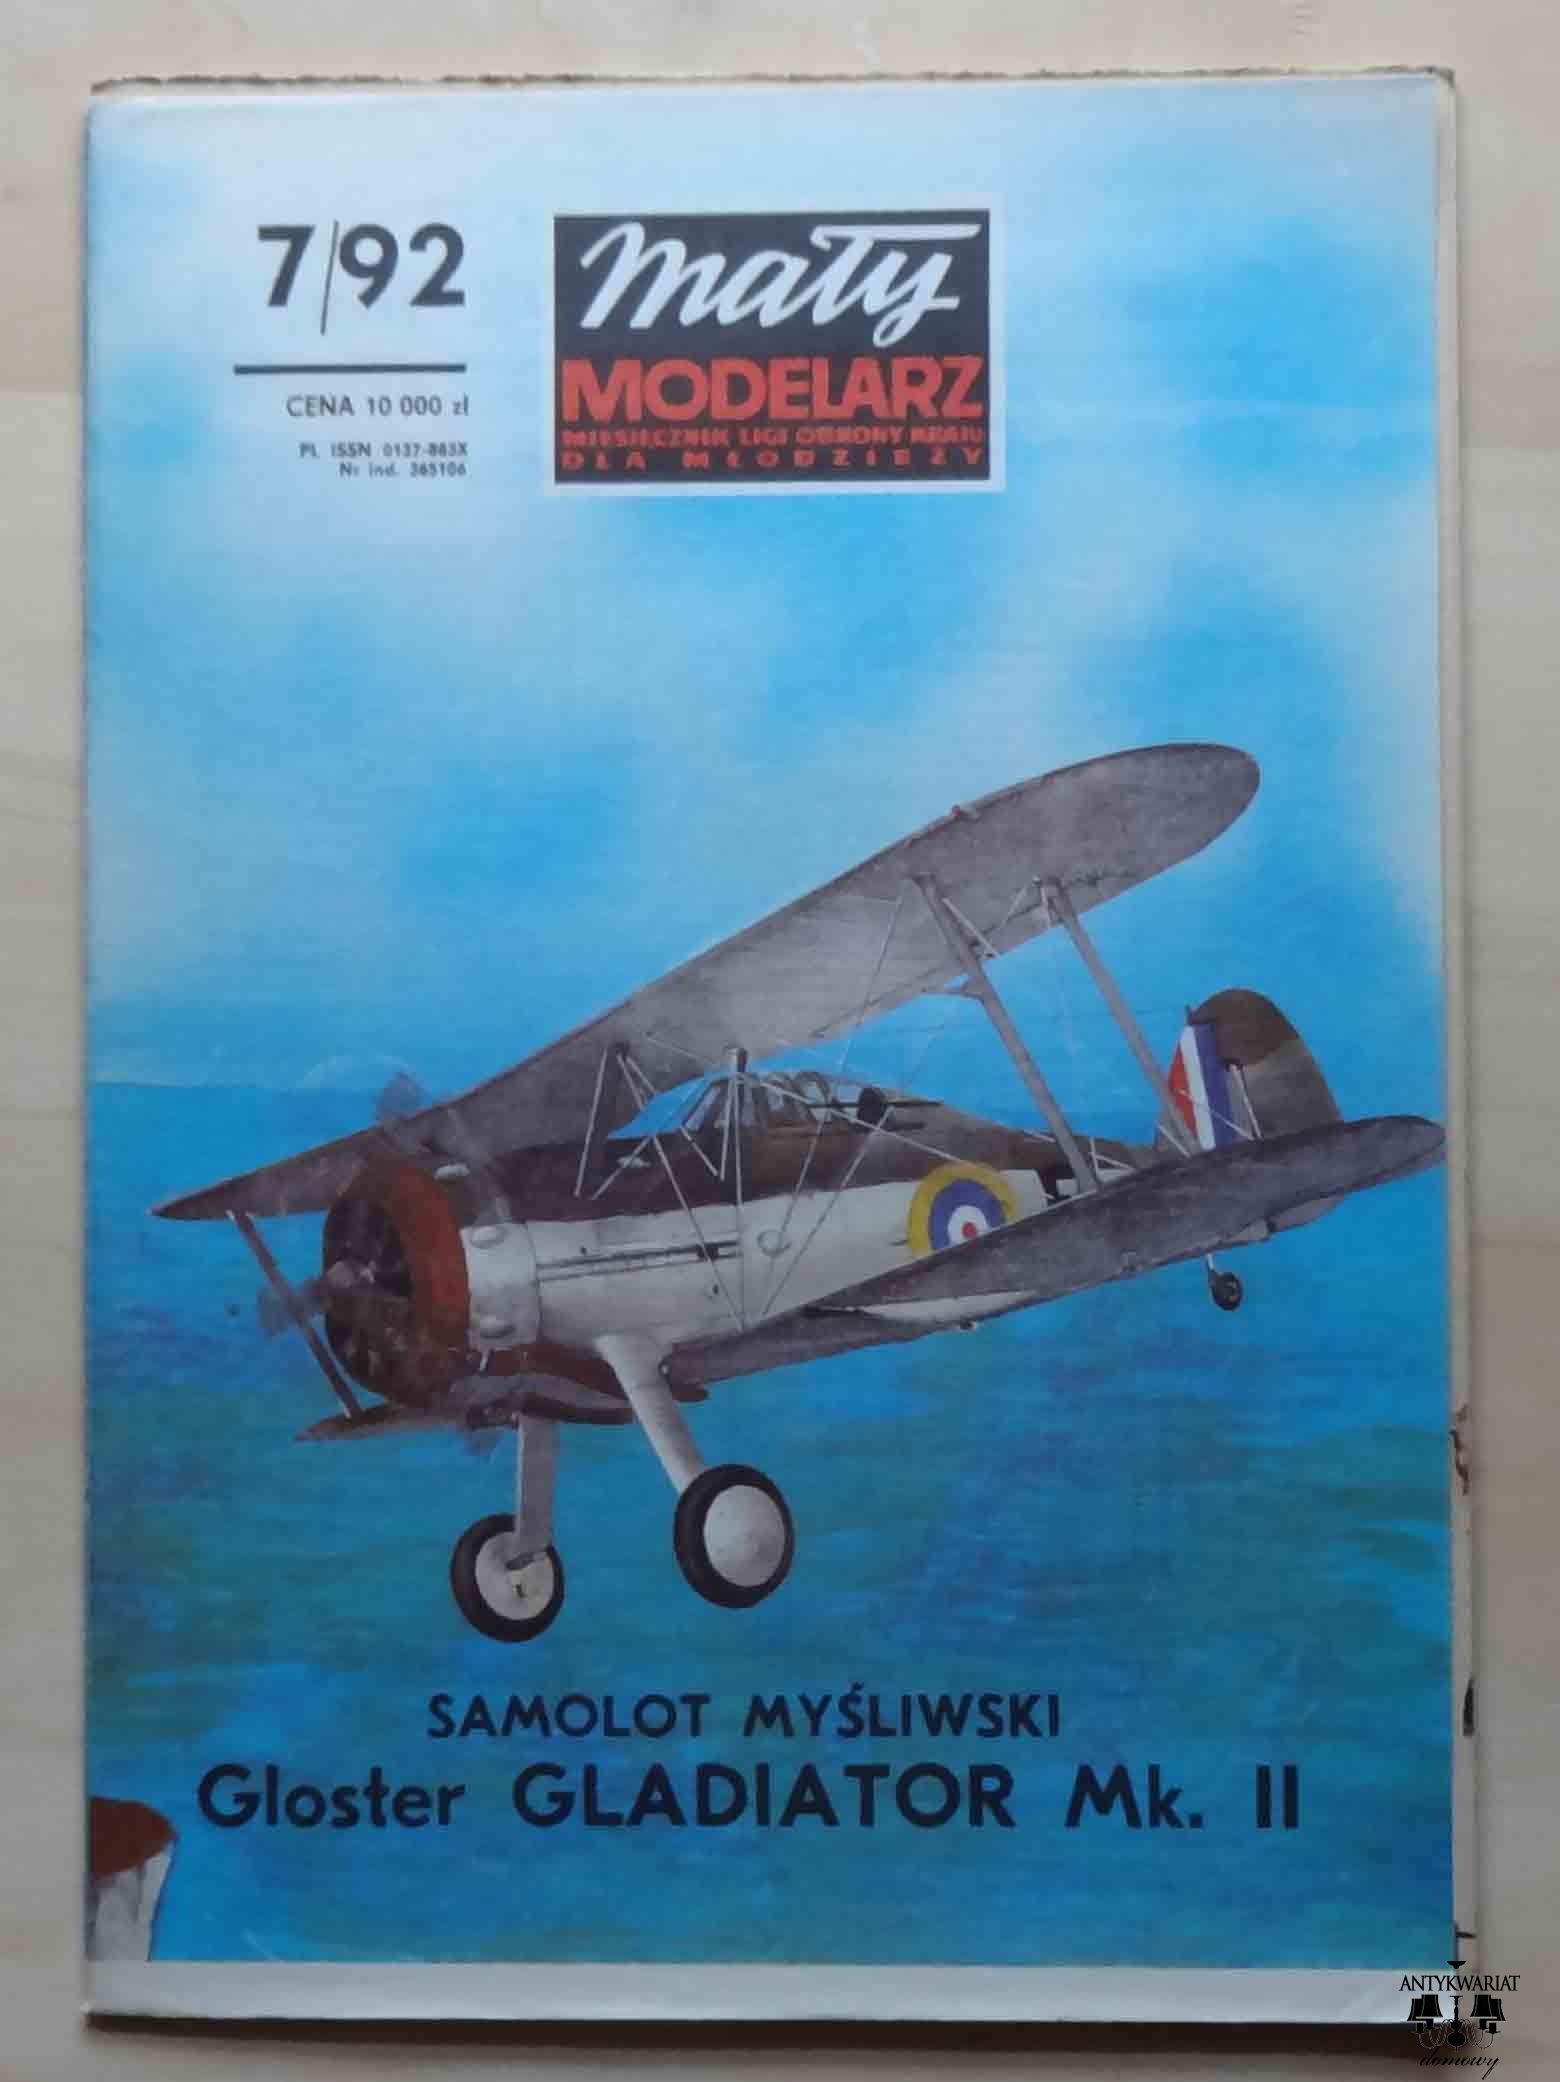 7/92
CENA 10 000 zł
PL ISSN 0137-883X
Nr ind. 365106
Mały
MODELARZ
MIESIĘCZNIK LIGI OBRONY KRAJU
DLA MŁODZIEŻY
SAMOLOT MYŚLIWSKI
Gloster GLADIATOR Mk. II
ANTYKWARIAT
domowy